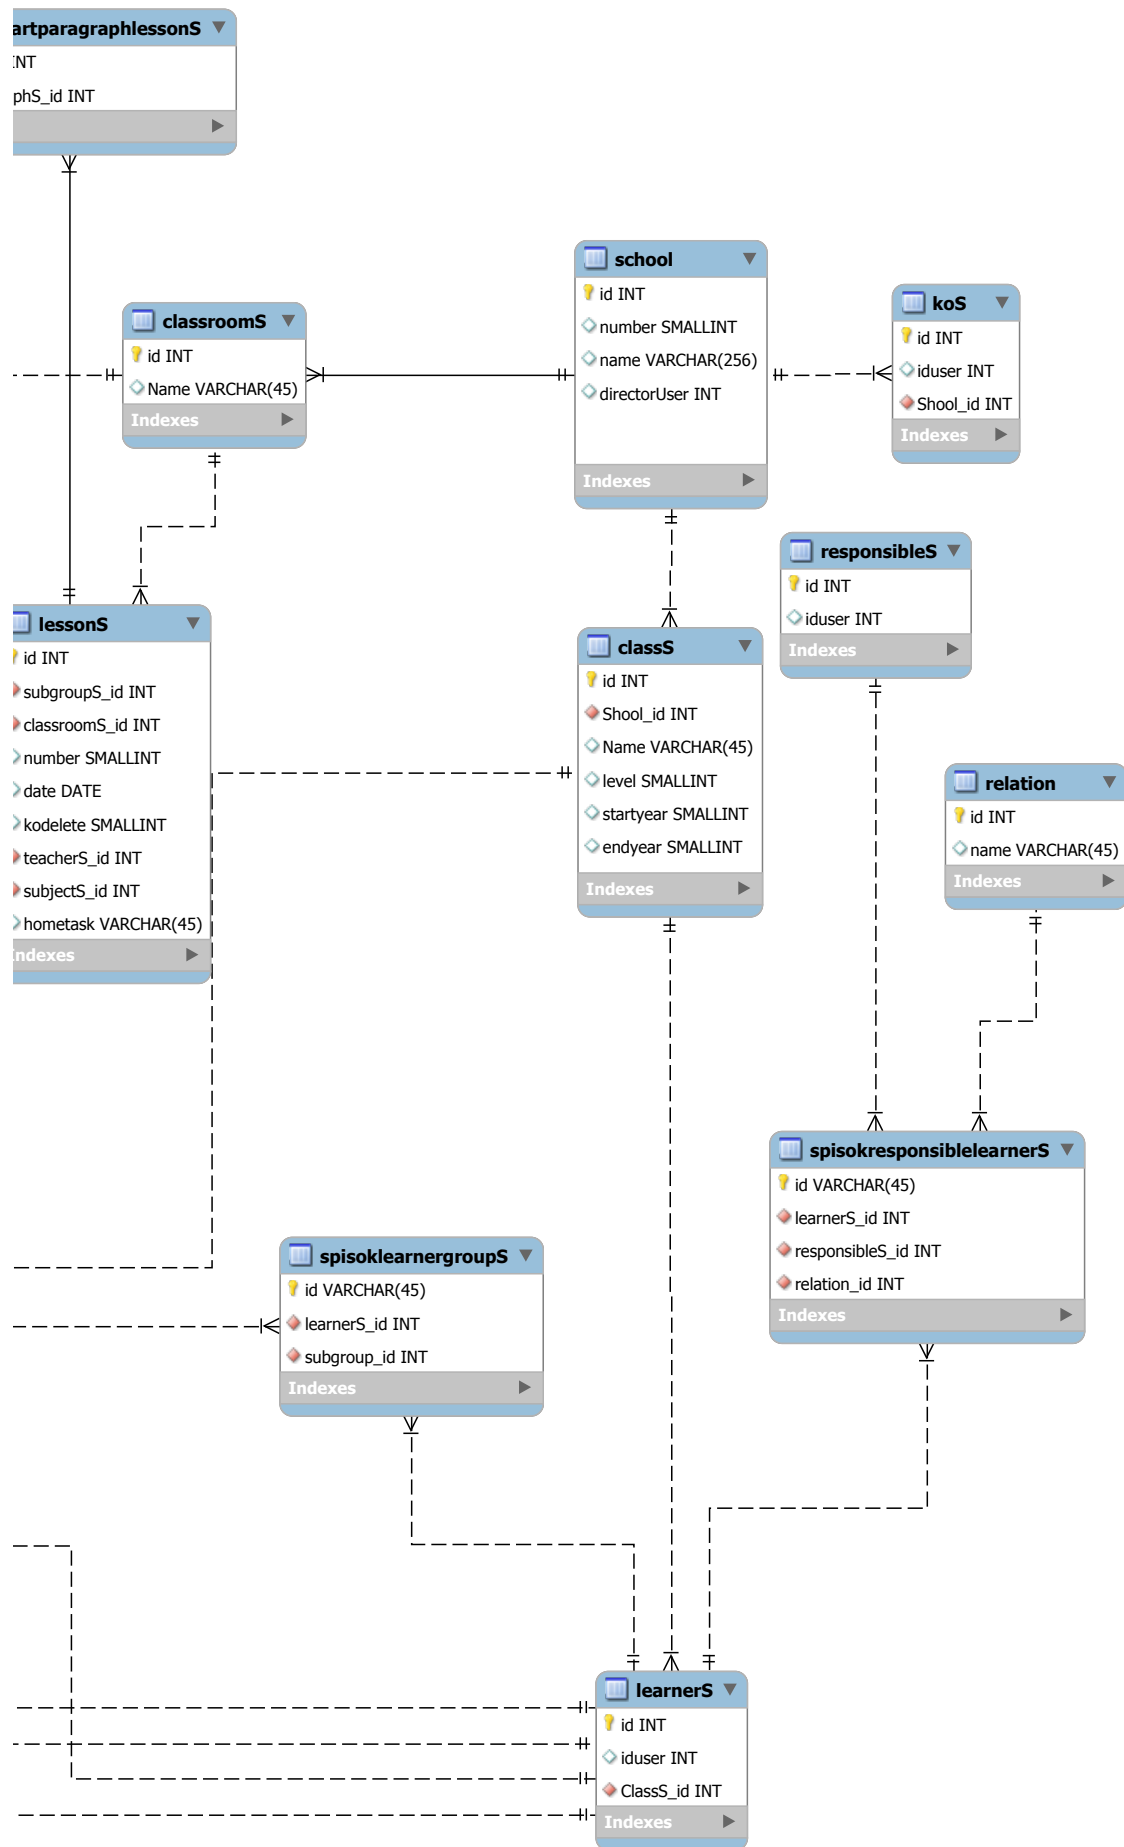 artparagraphlessonS
INT
phS_id INT
school
id INT
number SMALLINT
name VARCHAR(256)
directorUser INT
Indexes
koS
id INT
iduser INT
Shool_id INT
Indexes
classroomS
id INT
Name VARCHAR(45)
Indexes
responsibleS
id INT
iduser INT
Indexes
lessonS
id INT
subgroupS_id INT
classroomS_id INT
number SMALLINT
date DATE
kodelete SMALLINT
teacherS_id INT
subjectS_id INT
hometask VARCHAR(45)
Indexes
classS
id INT
Shool_id INT
Name VARCHAR(45)
level SMALLINT
startyear SMALLINT
endyear SMALLINT
Indexes
relation
id INT
name VARCHAR(45)
Indexes
spisokresponsiblelearnerS
id VARCHAR(45)
learnerS_id INT
responsibleS_id INT
relation_id INT
Indexes
spisoklearnergroupS
id VARCHAR(45)
learnerS_id INT
subgroup_id INT
Indexes
learnerS
id INT
iduser INT
ClassS_id INT
Indexes